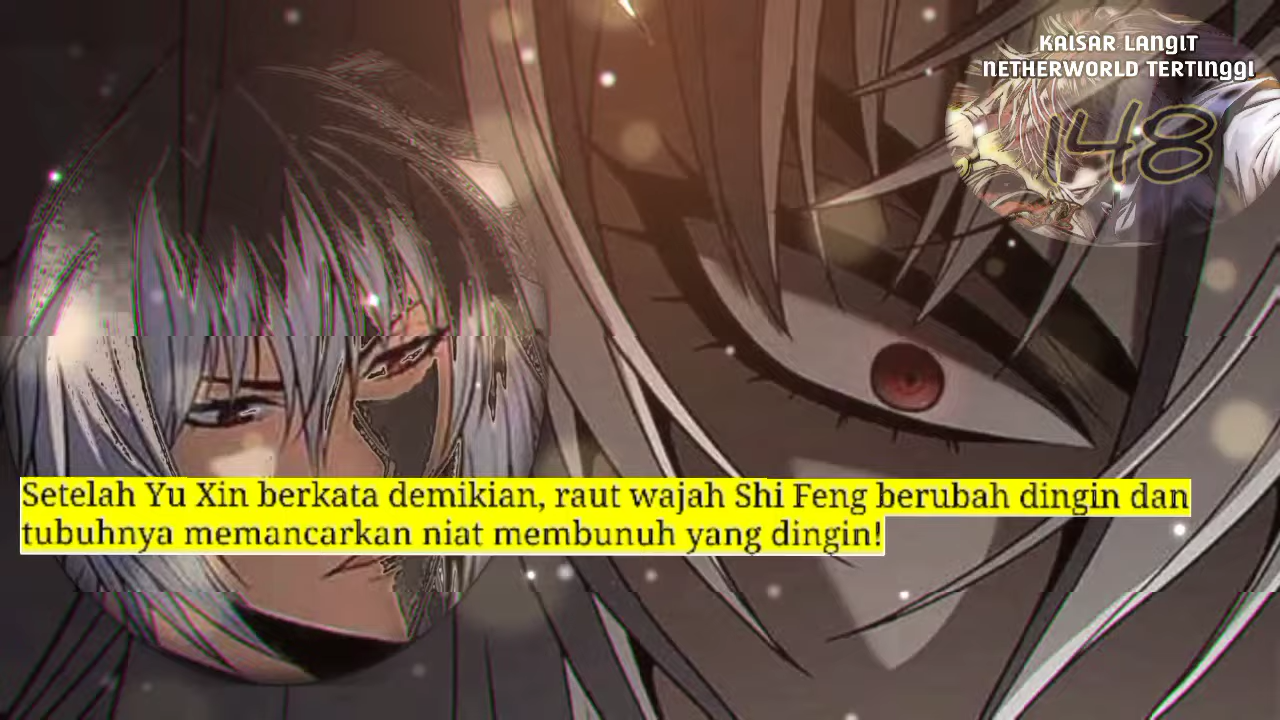 KAISAR LANGIT
NETHERWORLD TERTINGGI
148
Setelah Yu Xin berkata demikian, raut wajah Shi Feng berubah dingin dan
tubuhnya memancarkan niat membunuh yang dingin!